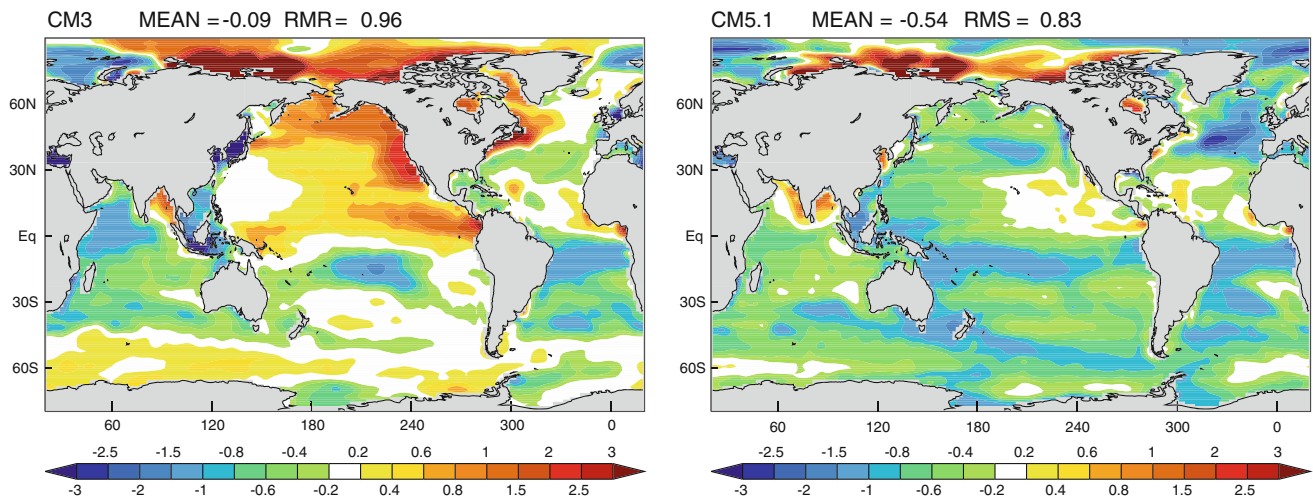 CM3 MEAN = -0.09 RMR = 0.96
60N
30N
Eq
30S
60S
60 120 180 240 300 0
-2.5 -1.5 -0.8 -0.4 0.2 0.6 1 2 3
-3 -2 -1 -0.6 -0.2 0.4 0.8 1.5 2.5
CM5.1 MEAN = -0.54 RMS = 0.83
60N
30N
Eq
30S
60S
60 120 180 240 300 0
-2.5 -1.5 -0.8 -0.4 0.2 0.6 1 2 3
-3 -2 -1 -0.6 -0.2 0.4 0.8 1.5 2.5